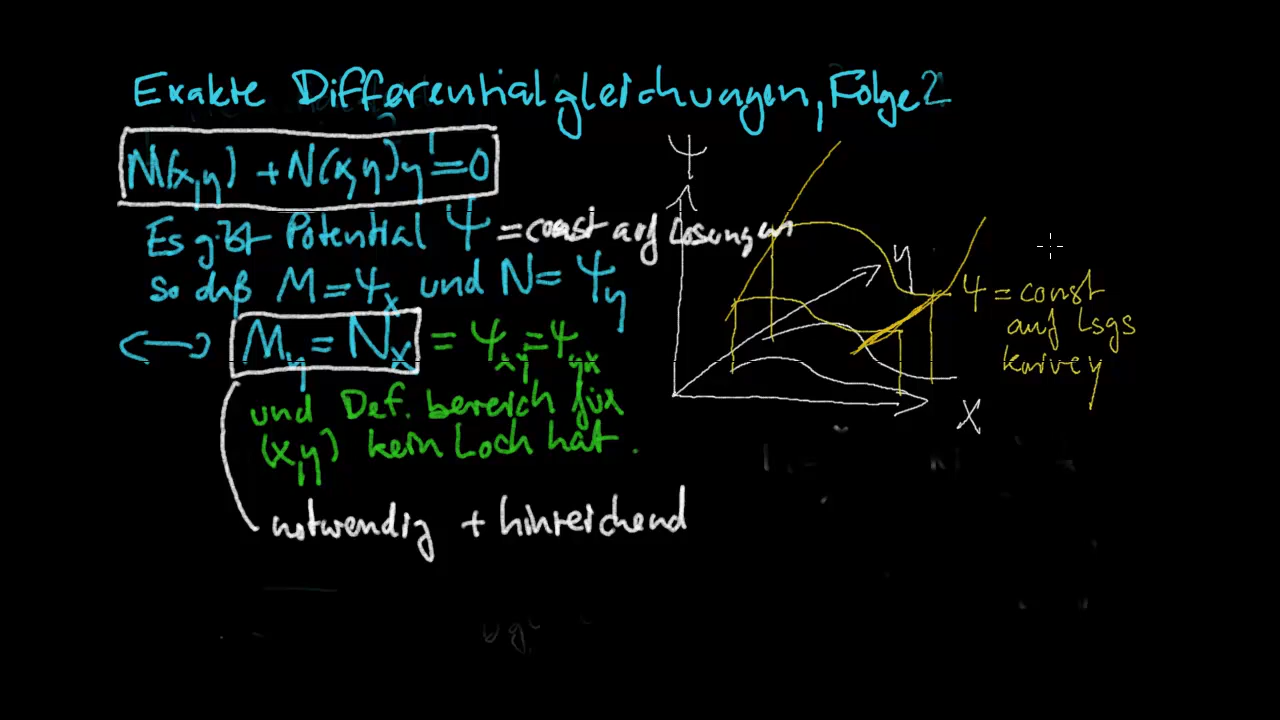 Exakte Differentialgleichungen, Folge 2
M(x,y) + N(x,y)y' = 0
Es gibt Potential Ψ = const auf Lösungen
so daß M = Ψx und N = Ψy
<—> My = Nx = Ψxy = Ψyx
und Def. bereich für
(x,y) kein Loch hat.
notwendig + hinreichend
Ψ
y
x
Ψ = const
auf Lsgs
kurve y